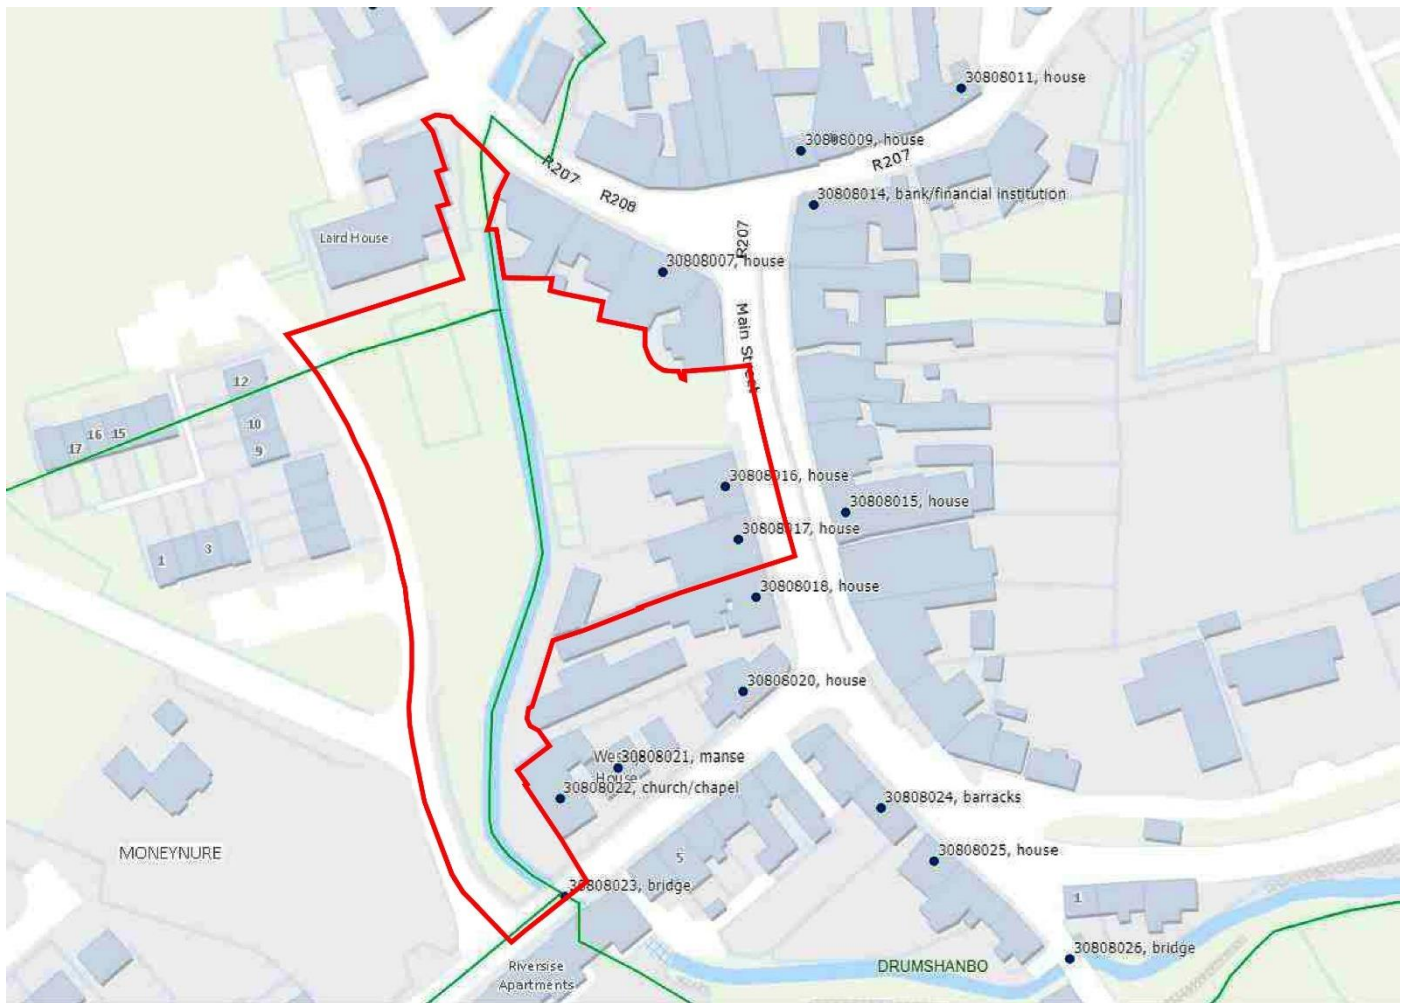 30808011, house
30808009, house
R207
30808014, bank/financial institution
R207
R208
Laird House
R207
30808007, house
Main Street
12
16 15
17
10
9
30808016, house
30808015, house
30808017, house
3
1
30808018, house
30808020, house
30808021, manse
House
30808022, church/chapel
30808024, barracks
MONEYNURE
5
30808025, house
30808023, bridge
1
30808026, bridge
Riversise
Apartments
DRUMSHANBO